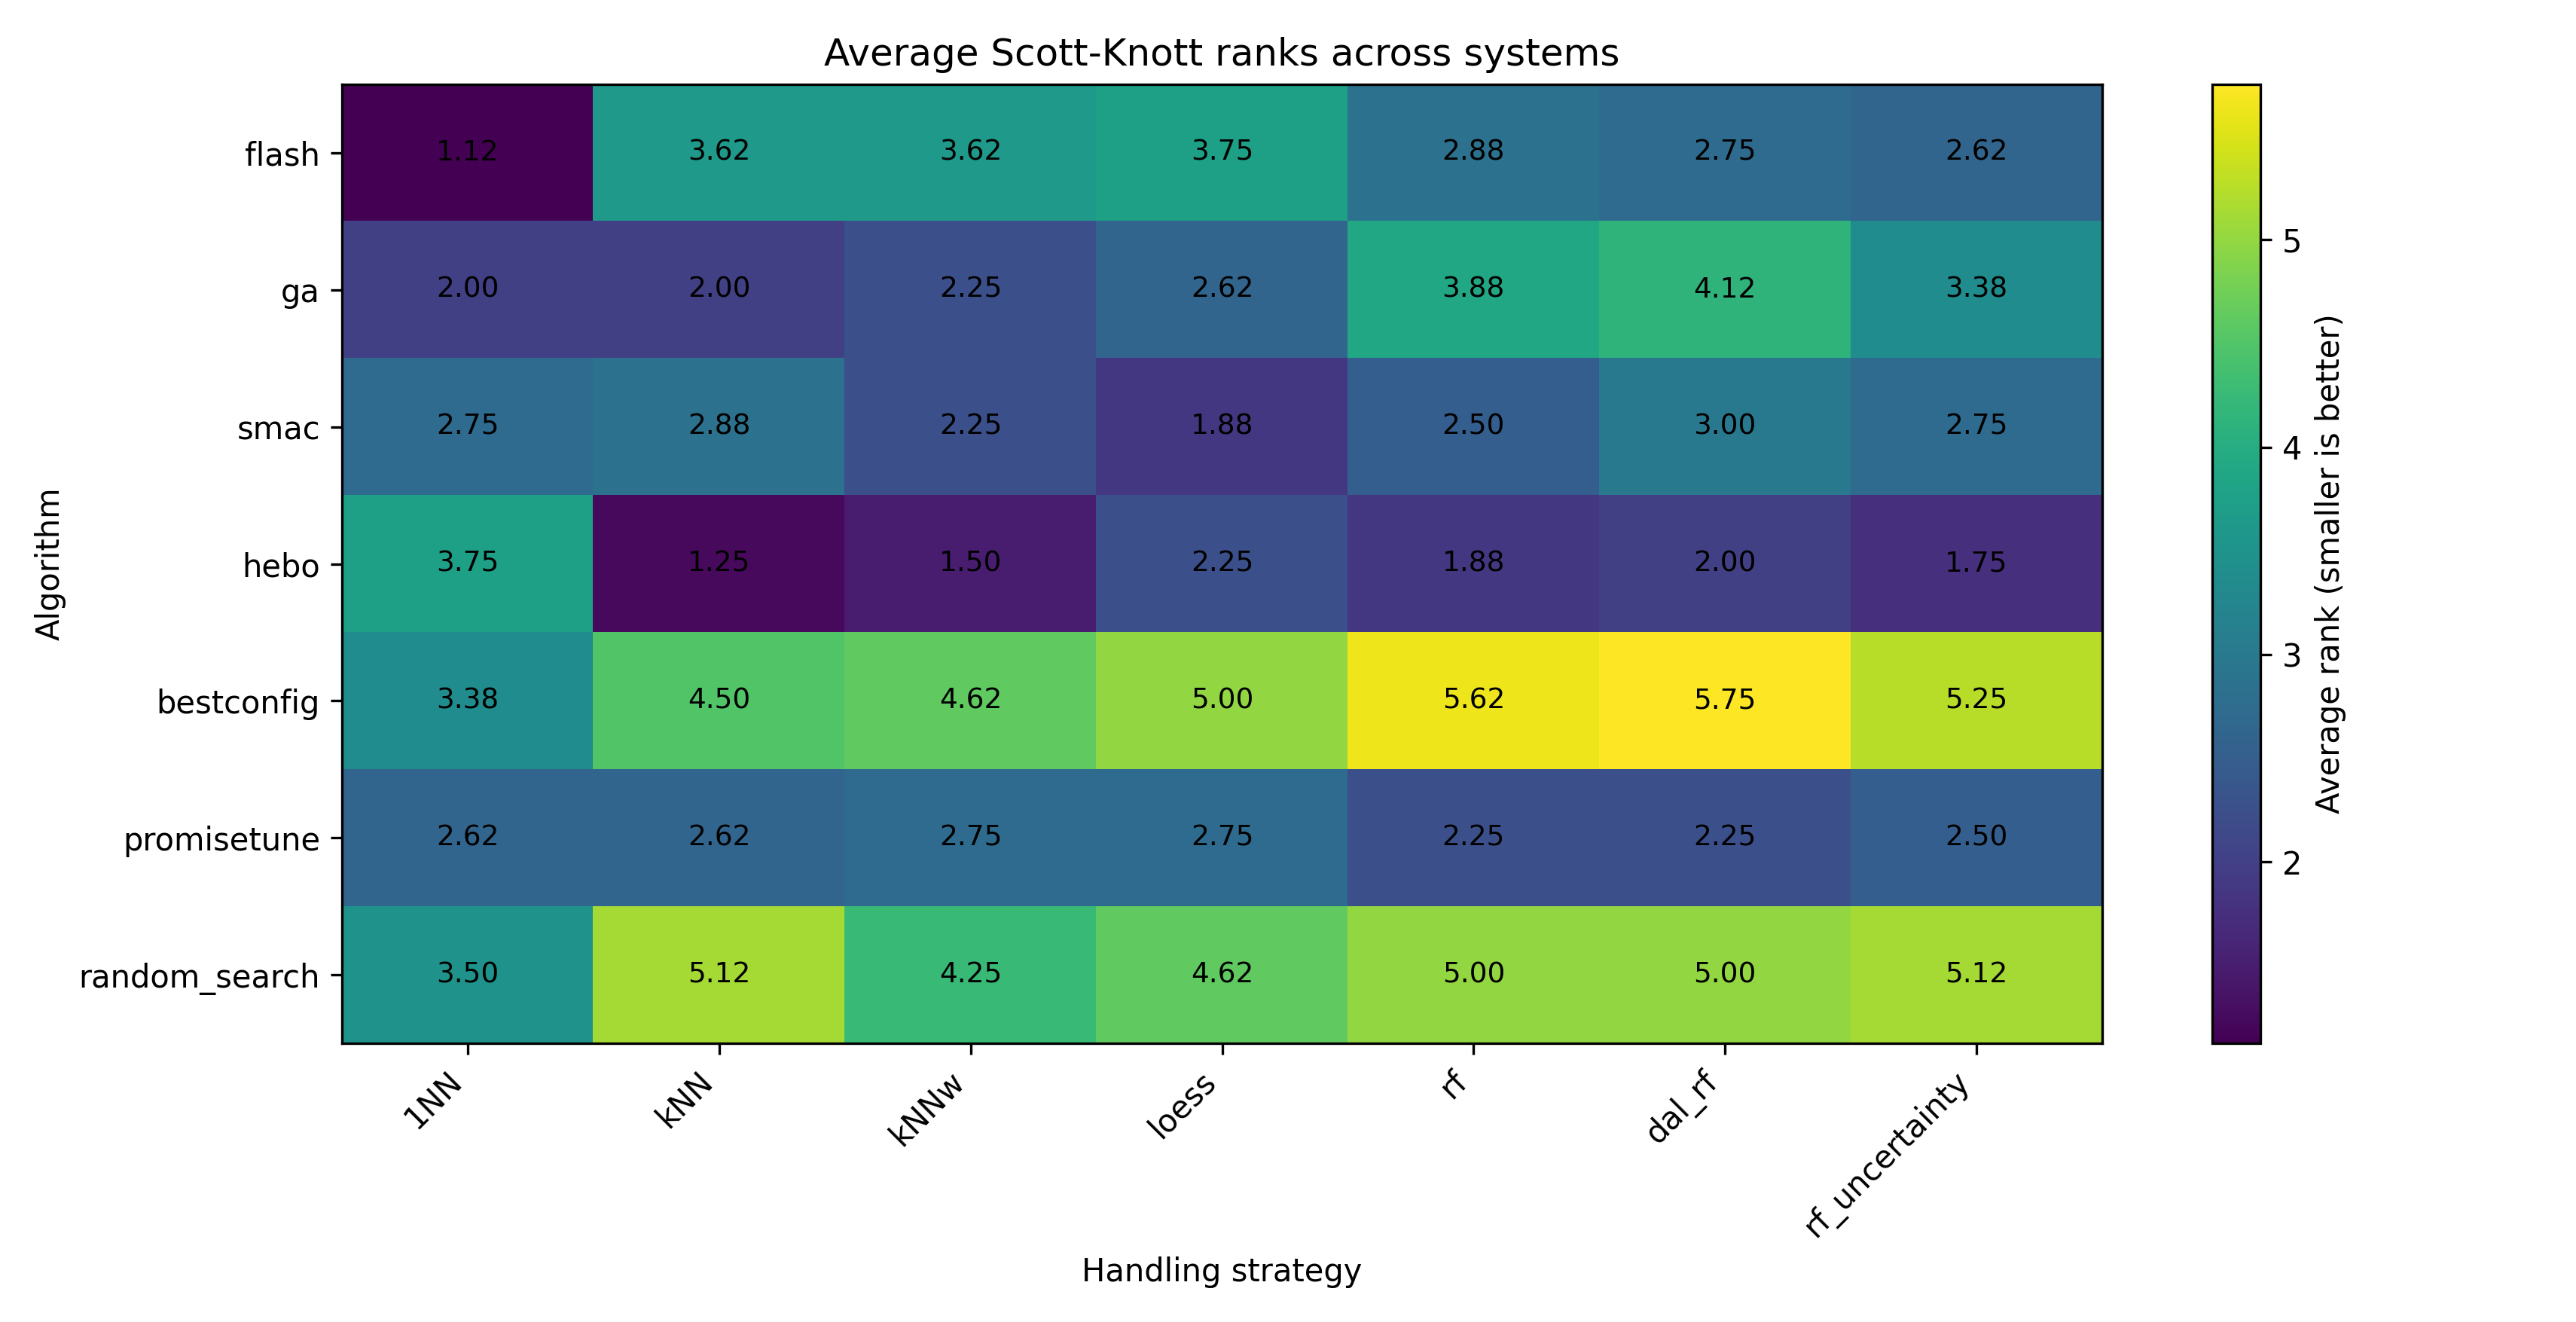 Average Scott-Knott ranks across systems
flash 1.12 3.62 3.62 3.75 2.88 2.75 2.62
ga 2.00 2.00 2.25 2.62 3.88 4.12 3.38
smac 2.75 2.88 2.25 1.88 2.50 3.00 2.75
hebo 3.75 1.25 1.50 2.25 1.88 2.00 1.75
bestconfig 3.38 4.50 4.62 5.00 5.62 5.75 5.25
promisetune 2.62 2.62 2.75 2.75 2.25 2.25 2.50
random_search 3.50 5.12 4.25 4.62 5.00 5.00 5.12
1NN kNN kNNw loess rf dal_rf rf_uncertainty
Handling strategy
Algorithm
5
4
3
2
Average rank (smaller is better)